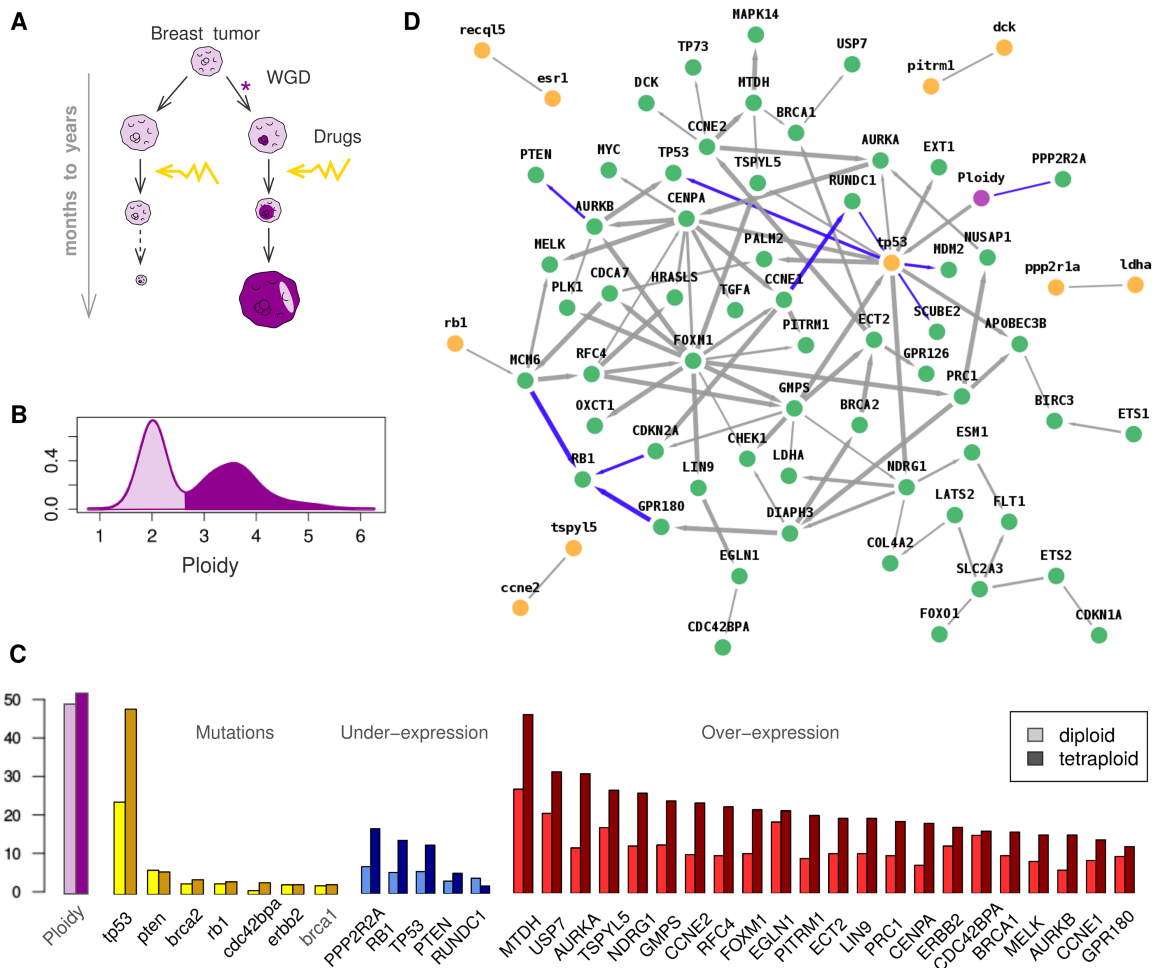 A
Breast tumor
*
WGD
Drugs
months to years
B
0.4
0.0
1 2 3 4 5 6
Ploidy
D
MAPK14
recql5
dck
TP73
USP7
esr1
pitrm1
DCK
MTDH
BRCA1
CCNE2
AURKA
PTEN
MYC
TP53
TSPYL5
EXT1
PPP2R2A
RUNDC1
Ploidy
AURKB
CENPA
MELK
PALM2
tp53
NUSAP1
MDM2
CDCA7
HRASLS
CCNE1
ppp2r1a
ldha
PLK1
TGFA
SCUBE2
rb1
PITRM1
ECT2
APOBEC3B
MCM6
RFC4
FOXM1
GPR126
GMPS
PRC1
OXCT1
BRCA2
BIRC3
ETS1
CDKN2A
CHEK1
LDHA
ESM1
RB1
LIN9
NDRG1
GPR180
DIAPH3
LATS2
FLT1
tspyl5
COL4A2
EGLN1
SLC2A3
ETS2
ccne2
FOXO1
CDKN1A
CDC42BPA
C
50
40
30
20
10
0
Mutations
Under−expression
Over−expression
diploid
tetraploid
Ploidy
tp53
pten
brca2
rb1
cdc42bpa
erbb2
brca1
PPP2R2A
RB1
TP53
PTEN
RUNDC1
MTDH
USP7
AURKA
TSPYL5
NDRG1
GMPS
CCNE2
RFC4
FOXM1
EGLN1
PITRM1
ECT2
LIN9
PRC1
CENPA
ERBB2
CDC42BPA
BRCA1
MELK
AURKB
CCNE1
GPR180